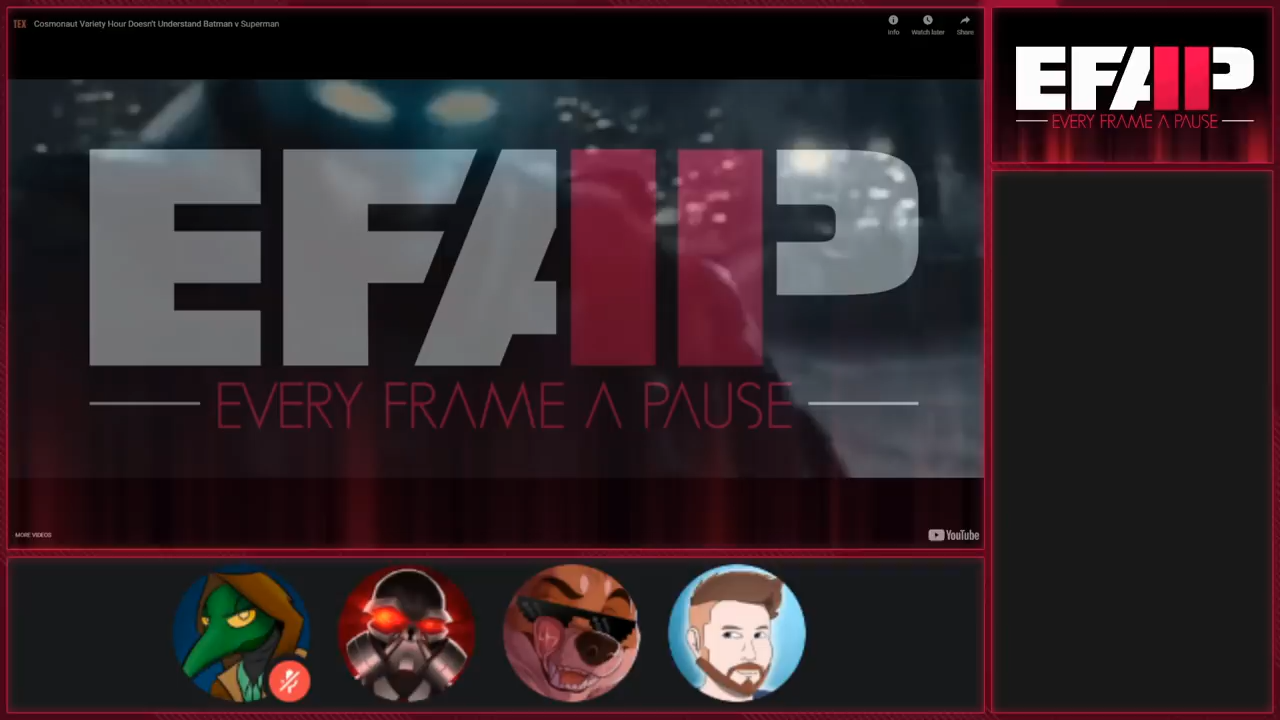 TEX
Cosmonaut Variety Hour Doesn't Understand Batman v Superman
Info
Watch later
Share
EFAP
EVERY FRAME A PAUSE
MORE VIDEOS
YouTube
EFAP
EVERY FRAME A PAUSE